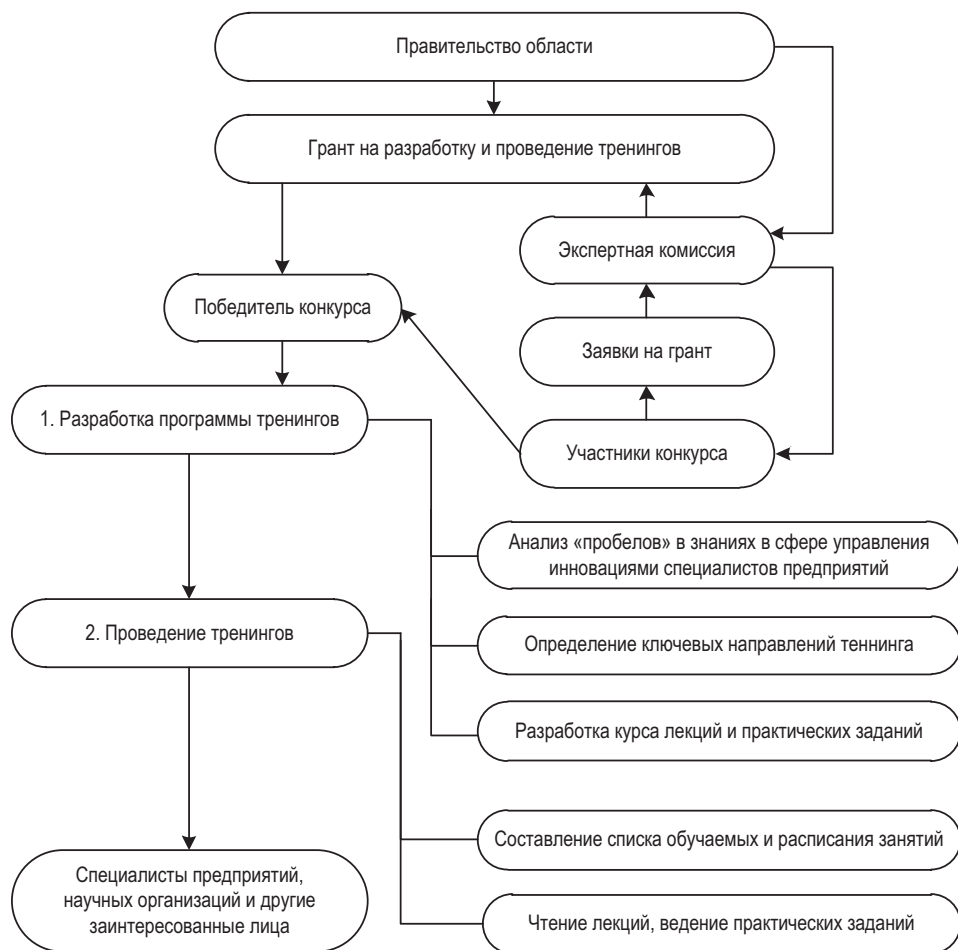 Правительство области
Грант на разработку и проведение тренингов
Экспертная комиссия
Победитель конкурса
Заявки на грант
1. Разработка программы тренингов
Участники конкурса
Анализ «пробелов» в знаниях в сфере управления
инновациями специалистов предприятий
2. Проведение тренингов
Определение ключевых направлений теннинга
Разработка курса лекций и практических заданий
Составление списка обучаемых и расписания занятий
Специалисты предприятий,
научных организаций и другие
заинтересованные лица
Чтение лекций, ведение практических заданий